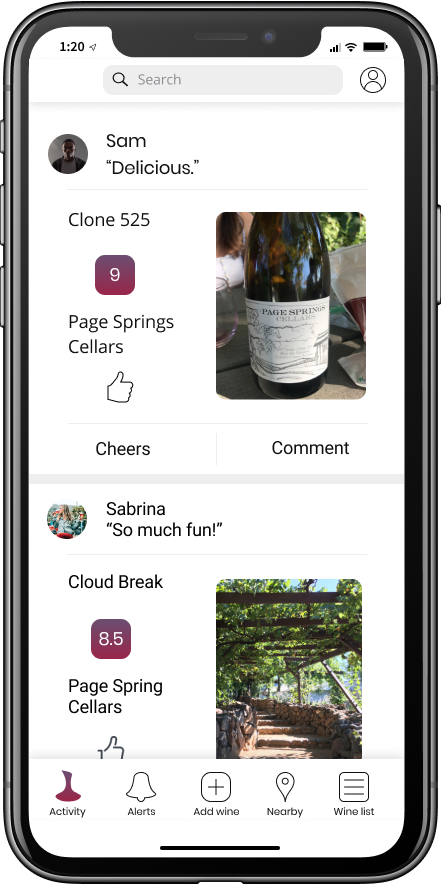 1:20
Search
Sam
“Delicious.”
Clone 525
9
Page Springs
Cellars
PAGE SPRINGS
CELLARS
Cheers
Comment
Sabrina
“So much fun!”
Cloud Break
8.5
Page Spring
Cellars
Activity
Alerts
Add wine
Nearby
Wine list